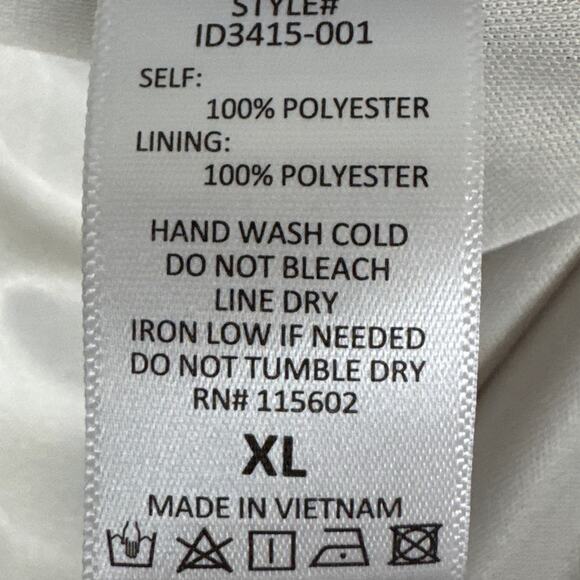 STYLE#
ID3415-001
SELF:
100% POLYESTER
LINING:
100% POLYESTER
HAND WASH COLD
DO NOT BLEACH
LINE DRY
IRON LOW IF NEEDED
DO NOT TUMBLE DRY
RN# 115602
XL
MADE IN VIETNAM